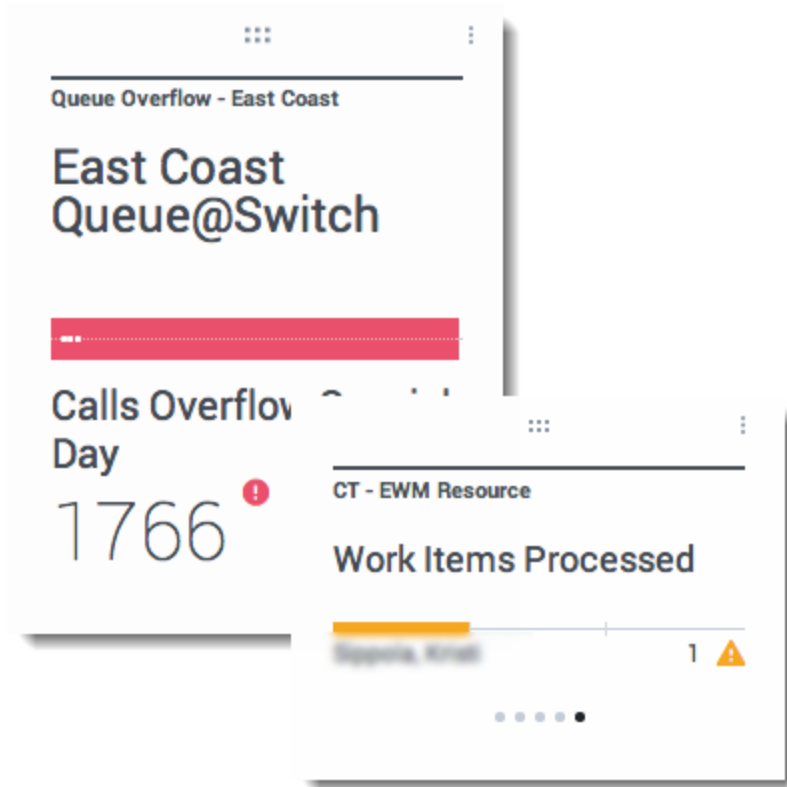 Queue Overflow - East Coast
East Coast
Queue@Switch
Calls Overflow
Day
1766
CT - EWM Resource
Work Items Processed
1